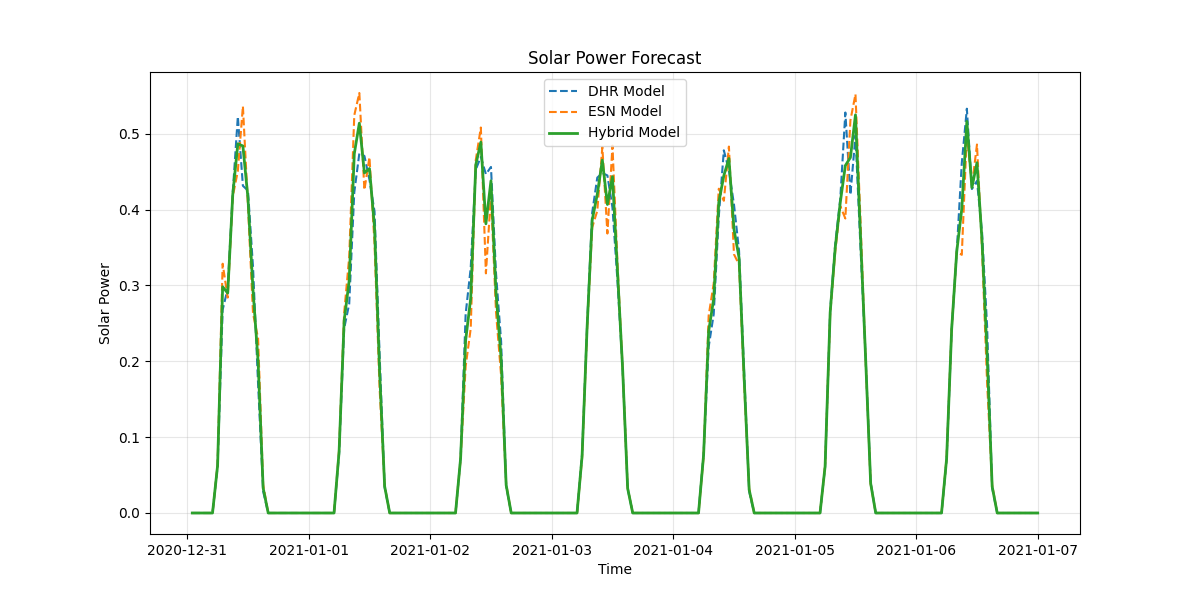 Solar Power Forecast
DHR Model
ESN Model
Hybrid Model
Solar Power
0.5
0.4
0.3
0.2
0.1
0.0
2020-12-31 2021-01-01 2021-01-02 2021-01-03 2021-01-04 2021-01-05 2021-01-06 2021-01-07
Time